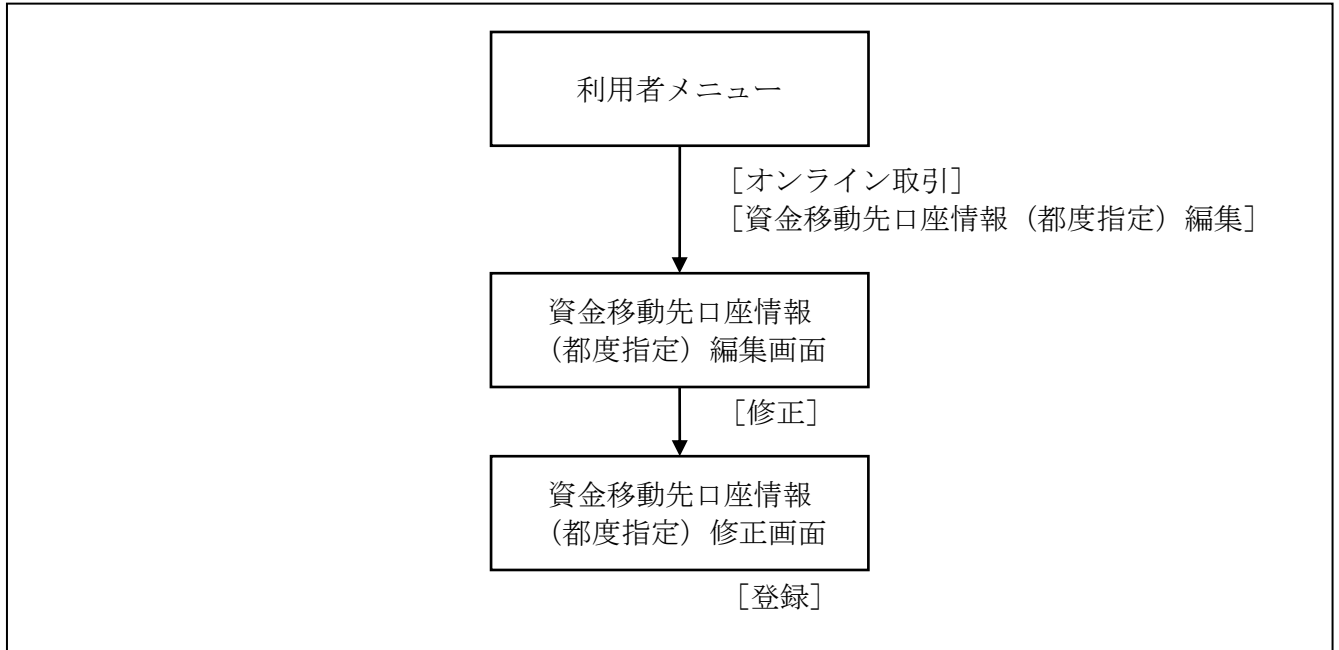 利用者メニュー
［オンライン取引］
［資金移動先口座情報（都度指定）編集］
資金移動先口座情報
（都度指定）編集画面
［修正］
資金移動先口座情報
（都度指定）修正画面
［登録］